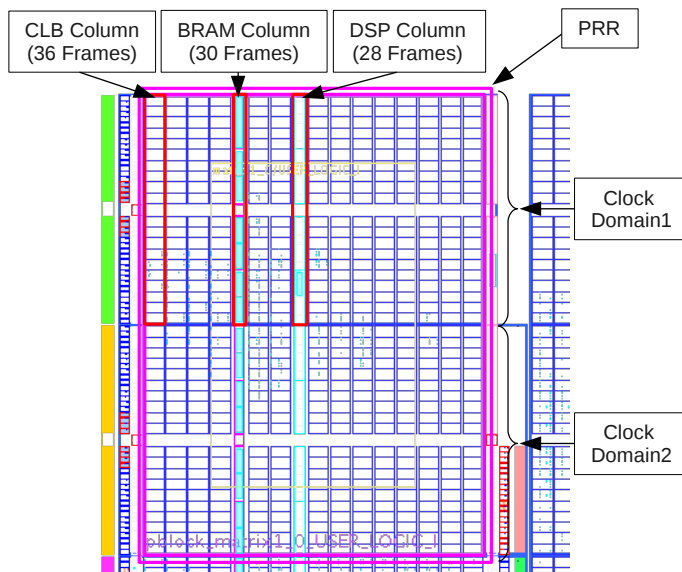 CLB Column
(36 Frames)
BRAM Column
(30 Frames)
DSP Column
(28 Frames)
PRR
Clock
Domain1
Clock
Domain2
pblock_matrix1_0_USER_LOGIC_I